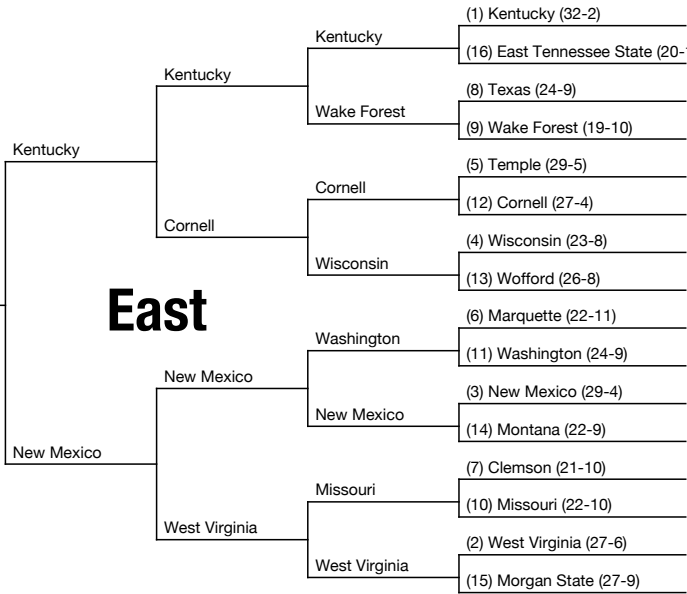 (1) Kentucky (32-2)
Kentucky
(16) East Tennessee State (20-
Kentucky
(8) Texas (24-9)
Wake Forest
(9) Wake Forest (19-10)
Kentucky
(5) Temple (29-5)
Cornell
(12) Cornell (27-4)
Cornell
(4) Wisconsin (23-8)
Wisconsin
(13) Wofford (26-8)
East
(6) Marquette (22-11)
Washington
(11) Washington (24-9)
New Mexico
(3) New Mexico (29-4)
New Mexico
(14) Montana (22-9)
New Mexico
(7) Clemson (21-10)
Missouri
(10) Missouri (22-10)
West Virginia
(2) West Virginia (27-6)
West Virginia
(15) Morgan State (27-9)